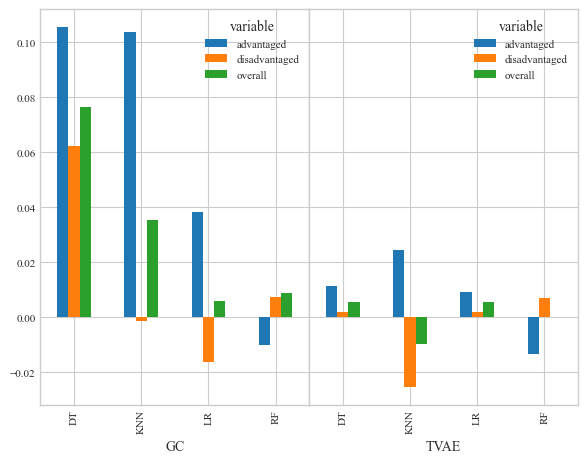 variable
advantaged
disadvantaged
overall
variable
advantaged
disadvantaged
overall
0.10
0.08
0.06
0.04
0.02
0.00
−0.02
DT
KNN
LR
RF
DT
KNN
LR
RF
GC
TVAE